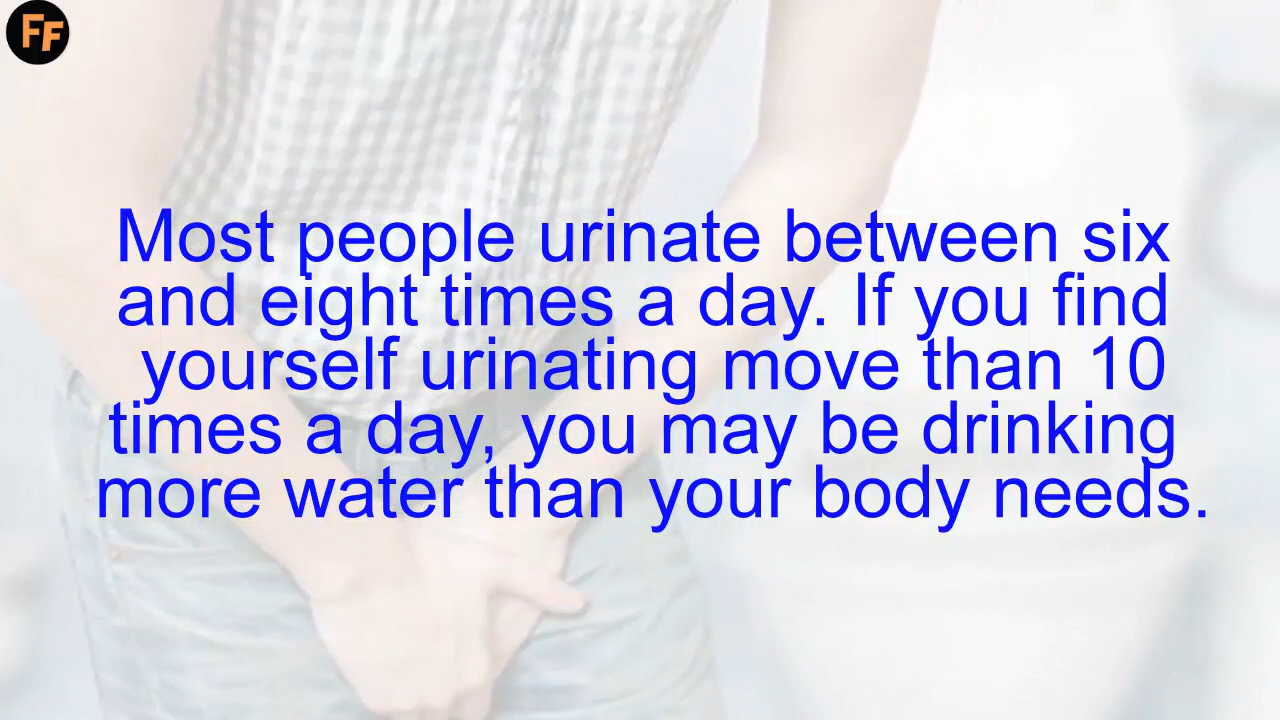 FF
Most people urinate between six
and eight times a day. If you find
yourself urinating move than 10
times a day, you may be drinking
more water than your body needs.